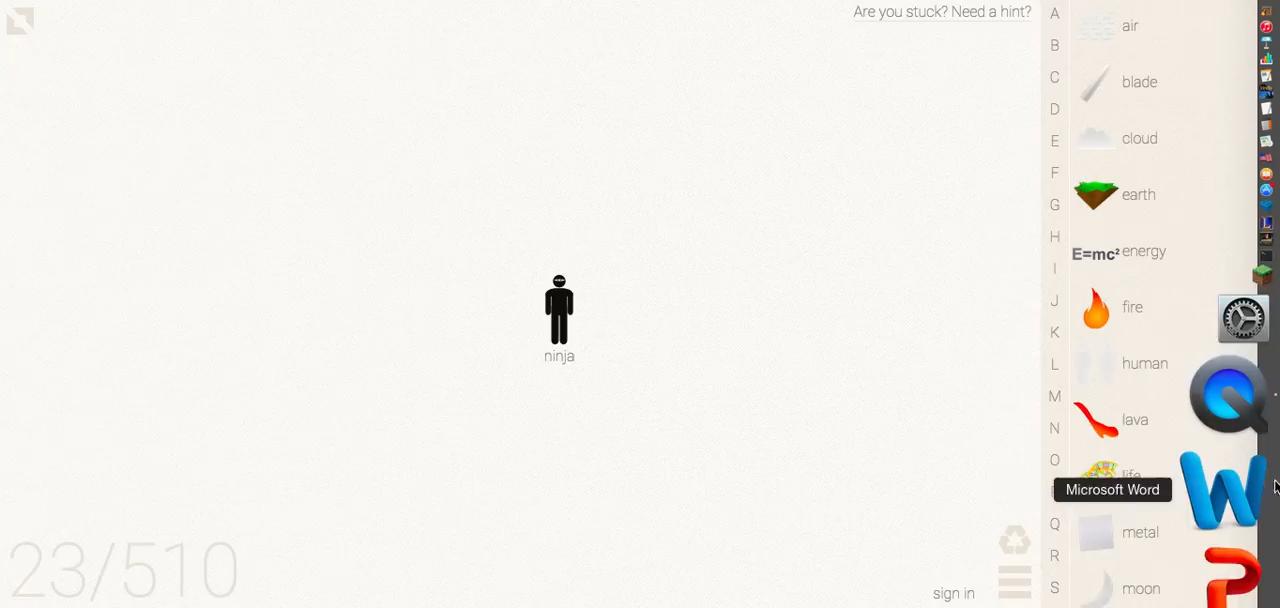 Are you stuck? Need a hint?
A
B
C
D
E
F
G
H
I
J
K
L
M
N
O
Q
R
S
air
blade
cloud
earth
E=mc² energy
fire
human
lava
life
Microsoft Word
metal
moon
ninja
23/510
sign in